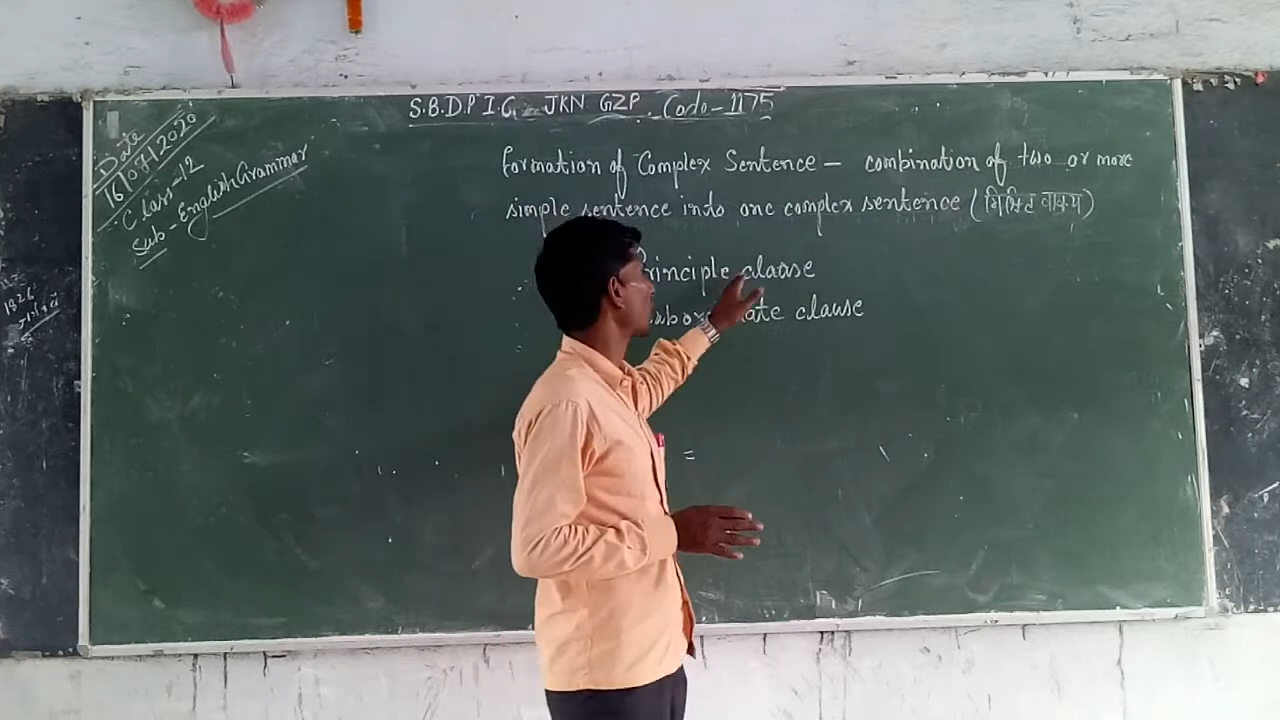 S.B.D.P I.C. JKN GZP. Code-1175
Date
16/07/2020
Class-12
Sub-English Grammar
Formation of Complex Sentence – combination of two or more
simple sentence into one complex sentence (मिश्रित वाक्य)
Principle clause
clause
1826
=